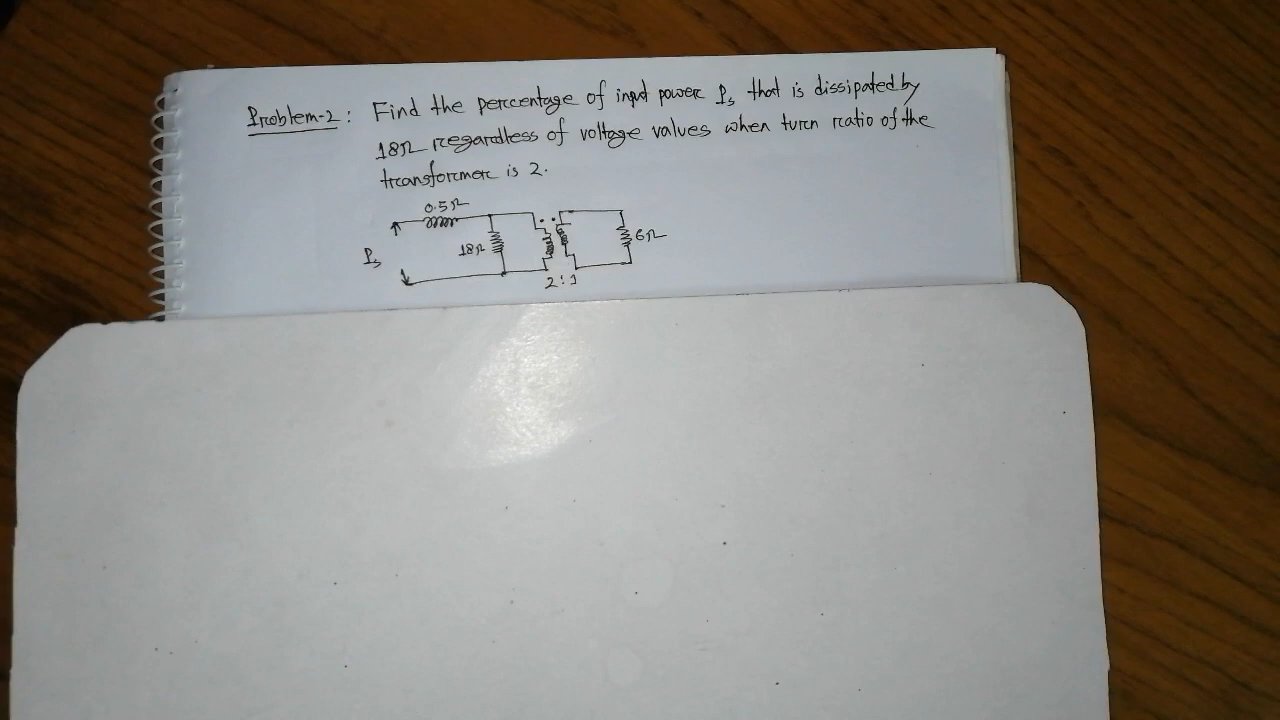 Problem-2: Find the percentage of input power Ps that is dissipated by
18Ω regardless of voltage values when turn ratio of the
transformer is 2.
0.5Ω
Ps
18Ω
6Ω
2:1